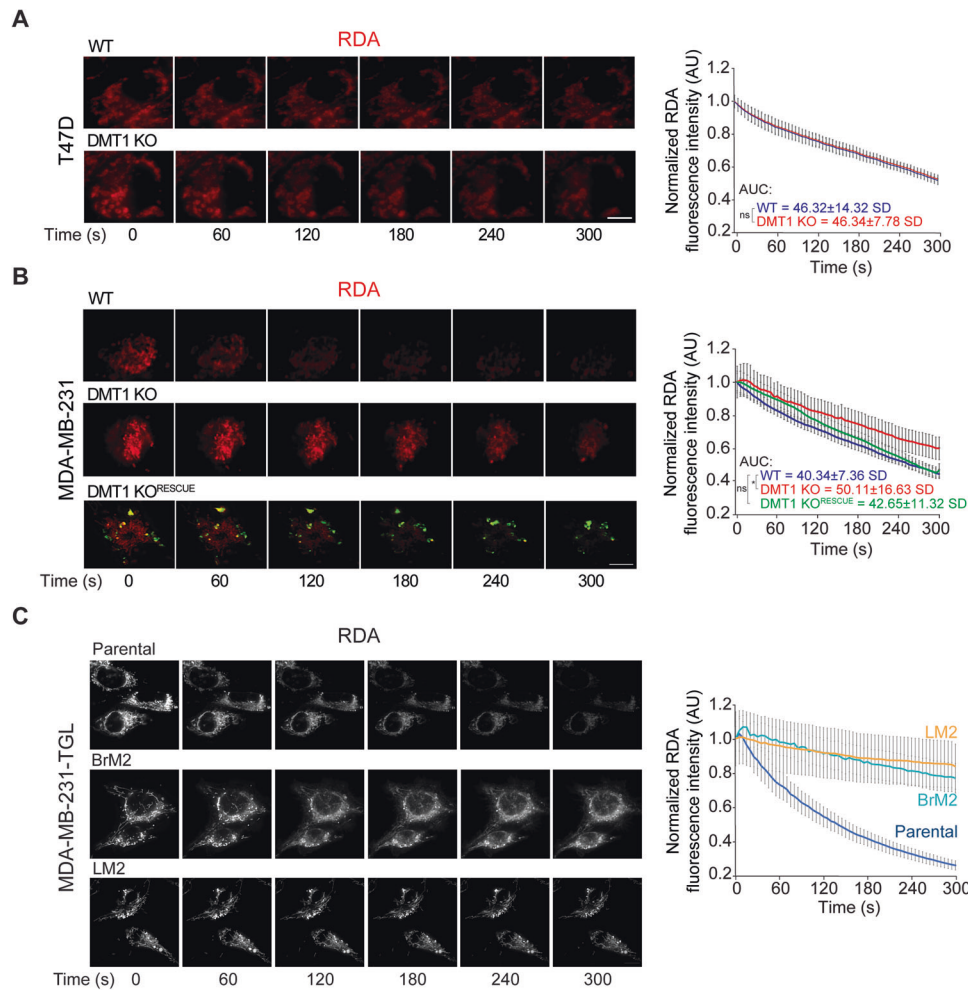 A
RDA
WT
T47D
DMT1 KO
Time (s) 0 60 120 180 240 300
Normalized RDA
fluorescence intensity (AU)
1.2
1.0
0.8
0.6
0.4
0.2
AUC:
ns
WT = 46.32±14.32 SD
DMT1 KO = 46.34±7.78 SD
0 60 120 180 240 300
Time (s)
B
RDA
WT
MDA-MB-231
DMT1 KO
DMT1 KO^RESCUE
Time (s) 0 60 120 180 240 300
Normalized RDA
fluorescence intensity (AU)
1.2
1.0
0.8
0.6
0.4
0.2
AUC:
ns
*
WT = 40.34±7.36 SD
DMT1 KO = 50.11±16.63 SD
DMT1 KO^RESCUE = 42.65±11.32 SD
0 60 120 180 240 300
Time (s)
C
RDA
Parental
MDA-MB-231-TGL
BrM2
LM2
Time (s) 0 60 120 180 240 300
Normalized RDA
fluorescence intensity (AU)
1.2
1.0
0.8
0.6
0.4
0.2
LM2
BrM2
Parental
0 60 120 180 240 300
Time (s)